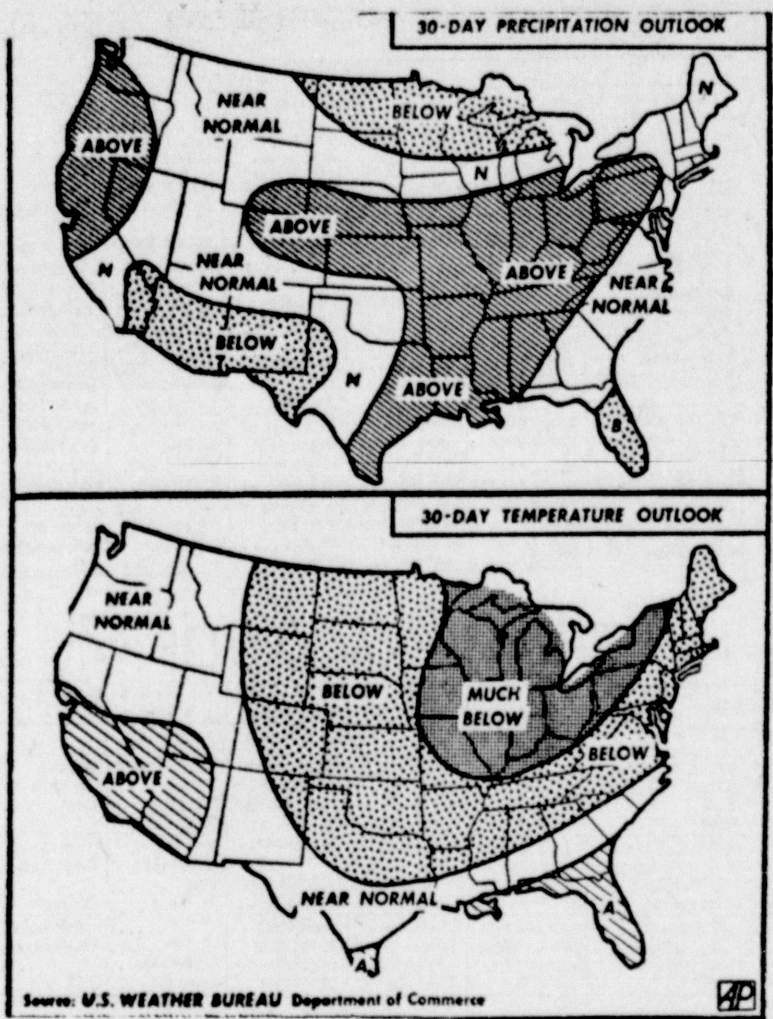 30-DAY PRECIPITATION OUTLOOK
N
NEAR
NORMAL
BELOW
ABOVE
N
ABOVE
N
NEAR
NORMAL
ABOVE
NEAR
NORMAL
BELOW
N
ABOVE
B
30-DAY TEMPERATURE OUTLOOK
NEAR
NORMAL
BELOW
MUCH
BELOW
BELOW
ABOVE
NEAR NORMAL
A
A
Source: U.S. WEATHER BUREAU Department of Commerce
AP